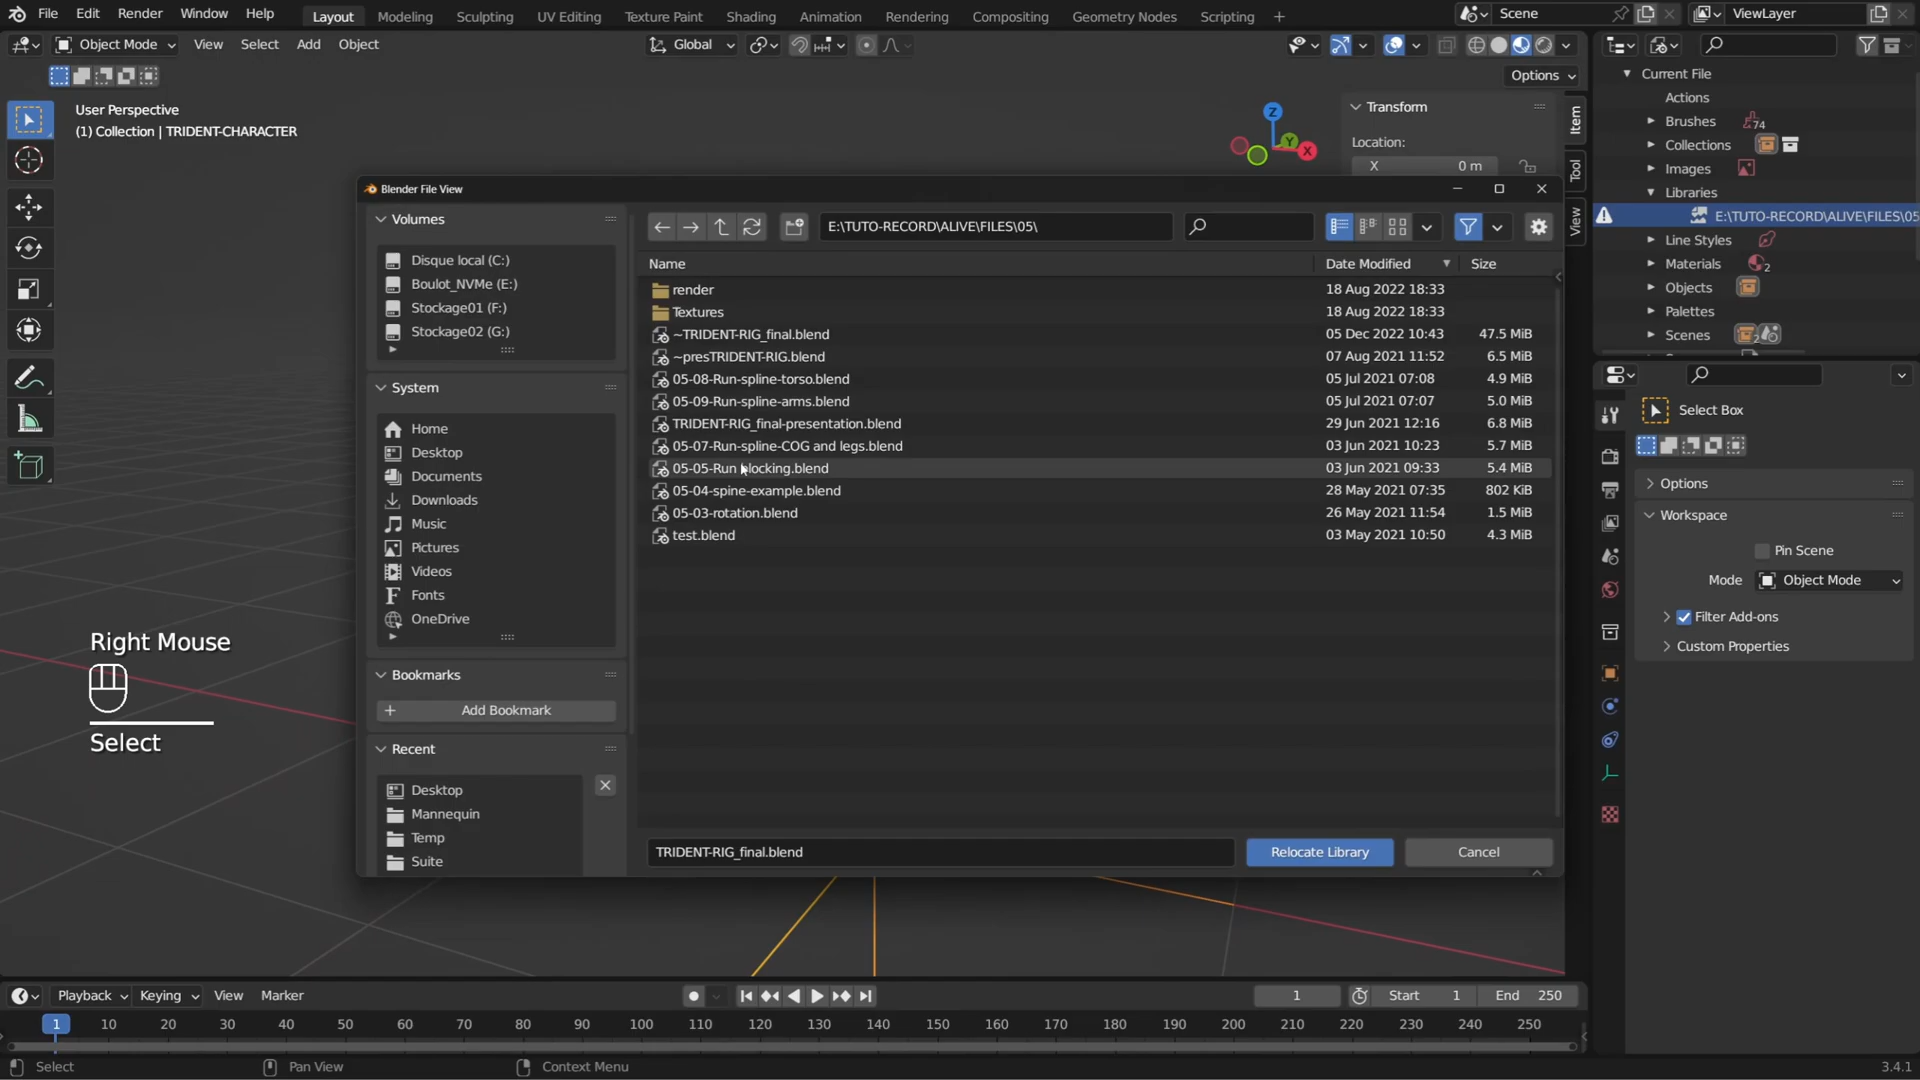 File Edit Render Window Help Layout Modeling Sculpting UV Editing Texture Paint Shading Animation Rendering Compositing Geometry Nodes Scripting + Scene ViewLayer
Object Mode View Select Add Object Global
Options
User Perspective
(1) Collection | TRIDENT-CHARACTER
Z
Y
X
Transform
Location:
X 0 m
Item
Tool
View
Current File
Actions
Brushes 74
Collections
Images
Libraries
E:\TUTO-RECORD\ALIVE\FILES\05
Line Styles
Materials 2
Objects
Palettes
Scenes 2
Blender File View
Volumes
Disque local (C:)
Boulot_NVMe (E:)
Stockage01 (F:)
Stockage02 (G:)
System
Home
Desktop
Documents
Downloads
Music
Pictures
Videos
Fonts
OneDrive
Bookmarks
+ Add Bookmark
Recent
Desktop
Mannequin
Temp
Suite
E:\TUTO-RECORD\ALIVE\FILES\05\
Name Date Modified Size
render 18 Aug 2022 18:33
Textures 18 Aug 2022 18:33
~TRIDENT-RIG_final.blend 05 Dec 2022 10:43 47.5 MiB
~presTRIDENT-RIG.blend 07 Aug 2021 11:52 6.5 MiB
05-08-Run-spline-torso.blend 05 Jul 2021 07:08 4.9 MiB
05-09-Run-spline-arms.blend 05 Jul 2021 07:07 5.0 MiB
TRIDENT-RIG_final-presentation.blend 29 Jun 2021 12:16 6.8 MiB
05-07-Run-spline-COG and legs.blend 03 Jun 2021 10:23 5.7 MiB
05-05-Run blocking.blend 03 Jun 2021 09:33 5.4 MiB
05-04-spine-example.blend 28 May 2021 07:35 802 KiB
05-03-rotation.blend 26 May 2021 11:54 1.5 MiB
test.blend 03 May 2021 10:50 4.3 MiB
TRIDENT-RIG_final.blend Relocate Library Cancel
Select Box
Options
Workspace
Pin Scene
Mode Object Mode
Filter Add-ons
Custom Properties
Right Mouse
Select
Playback Keying View Marker 1 Start 1 End 250
1 10 20 30 40 50 60 70 80 90 100 110 120 130 140 150 160 170 180 190 200 210 220 230 240 250
Select Pan View Context Menu 3.4.1